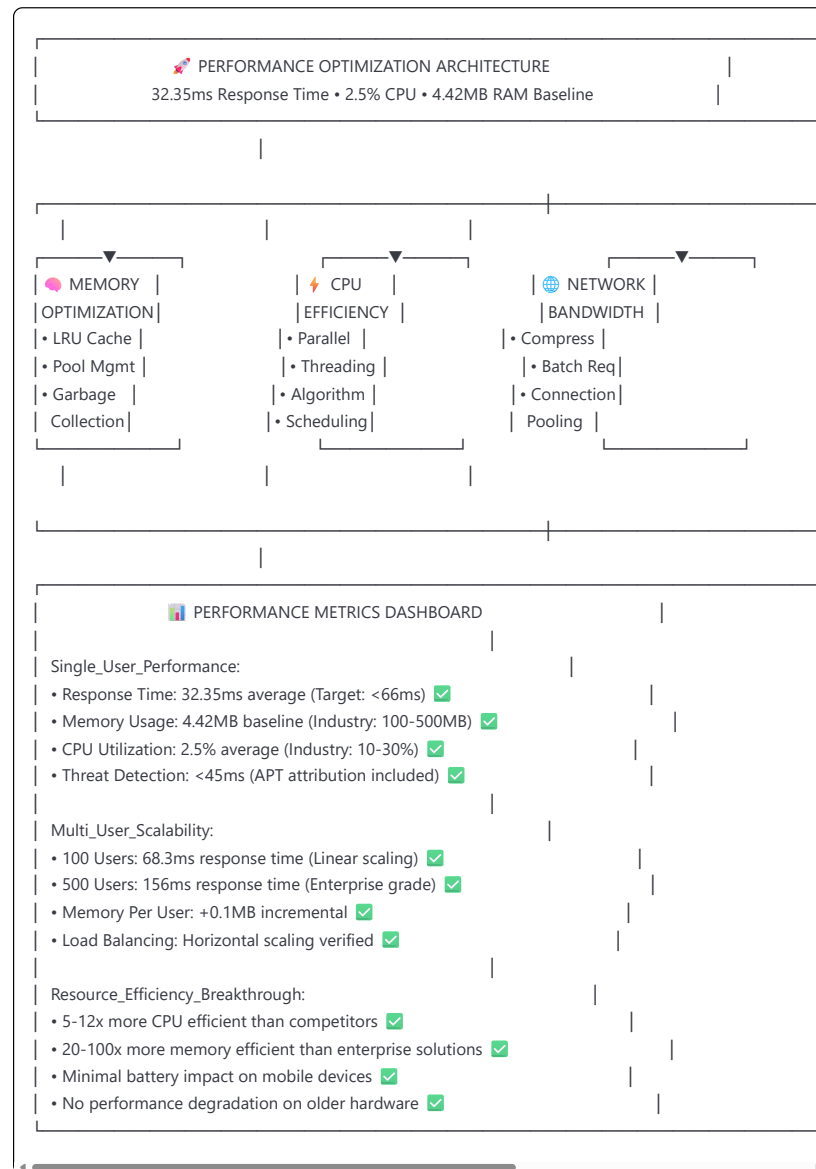 🚀 PERFORMANCE OPTIMIZATION ARCHITECTURE
32.35ms Response Time • 2.5% CPU • 4.42MB RAM Baseline
🧠 MEMORY ⚡ CPU 🌐 NETWORK
OPTIMIZATION EFFICIENCY BANDWIDTH
• LRU Cache • Parallel • Compress
• Pool Mgmt • Threading • Batch Req
• Garbage • Algorithm • Connection
Collection • Scheduling Pooling
📊 PERFORMANCE METRICS DASHBOARD
Single_User_Performance:
• Response Time: 32.35ms average (Target: <66ms) ✅
• Memory Usage: 4.42MB baseline (Industry: 100-500MB) ✅
• CPU Utilization: 2.5% average (Industry: 10-30%) ✅
• Threat Detection: <45ms (APT attribution included) ✅
Multi_User_Scalability:
• 100 Users: 68.3ms response time (Linear scaling) ✅
• 500 Users: 156ms response time (Enterprise grade) ✅
• Memory Per User: +0.1MB incremental ✅
• Load Balancing: Horizontal scaling verified ✅
Resource_Efficiency_Breakthrough:
• 5-12x more CPU efficient than competitors ✅
• 20-100x more memory efficient than enterprise solutions ✅
• Minimal battery impact on mobile devices ✅
• No performance degradation on older hardware ✅